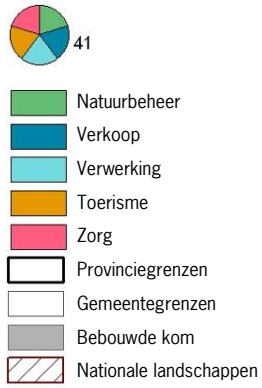 41
Natuurbeheer
Verkoop
Verwerking
Toerisme
Zorg
Provinciegrenzen
Gemeentegrenzen
Bebouwde kom
Nationale landschappen